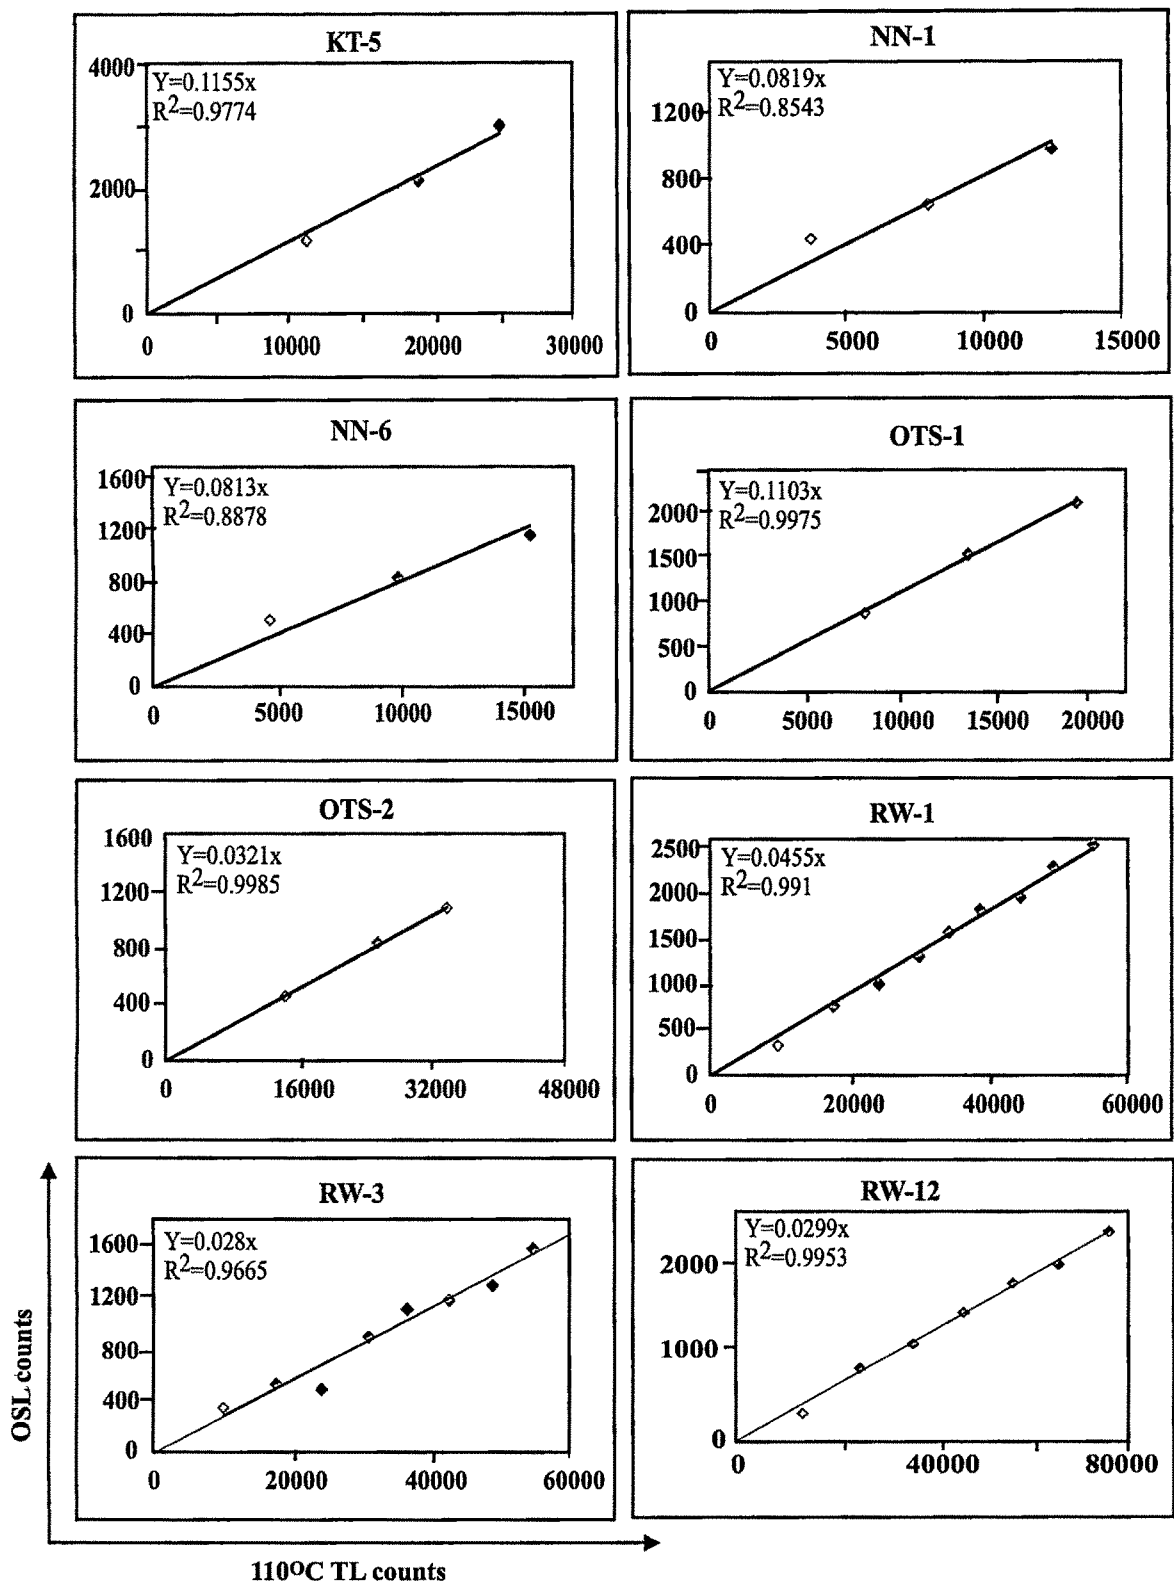 KT-5
4000
Y=0.1155x
R2=0.9774
2000
0
0 10000 20000 30000
NN-1
Y=0.0819x
R2=0.8543
1200
800
400
0
0 5000 10000 15000
NN-6
1600
Y=0.0813x
R2=0.8878
1200
800
400
0
0 5000 10000 15000
OTS-1
Y=0.1103x
R2=0.9975
2000
1500
1000
500
0
0 5000 10000 15000 20000
OTS-2
1600
Y=0.0321x
R2=0.9985
1200
800
400
0
0 16000 32000 48000
RW-1
2500
Y=0.0455x
R2=0.991
2000
1500
1000
500
0
0 20000 40000 60000
RW-3
1600
Y=0.028x
R2=0.9665
1200
800
400
0
0 20000 40000 60000
RW-12
Y=0.0299x
R2=0.9953
2000
1000
0
0 40000 80000
OSL counts
110OC TL counts